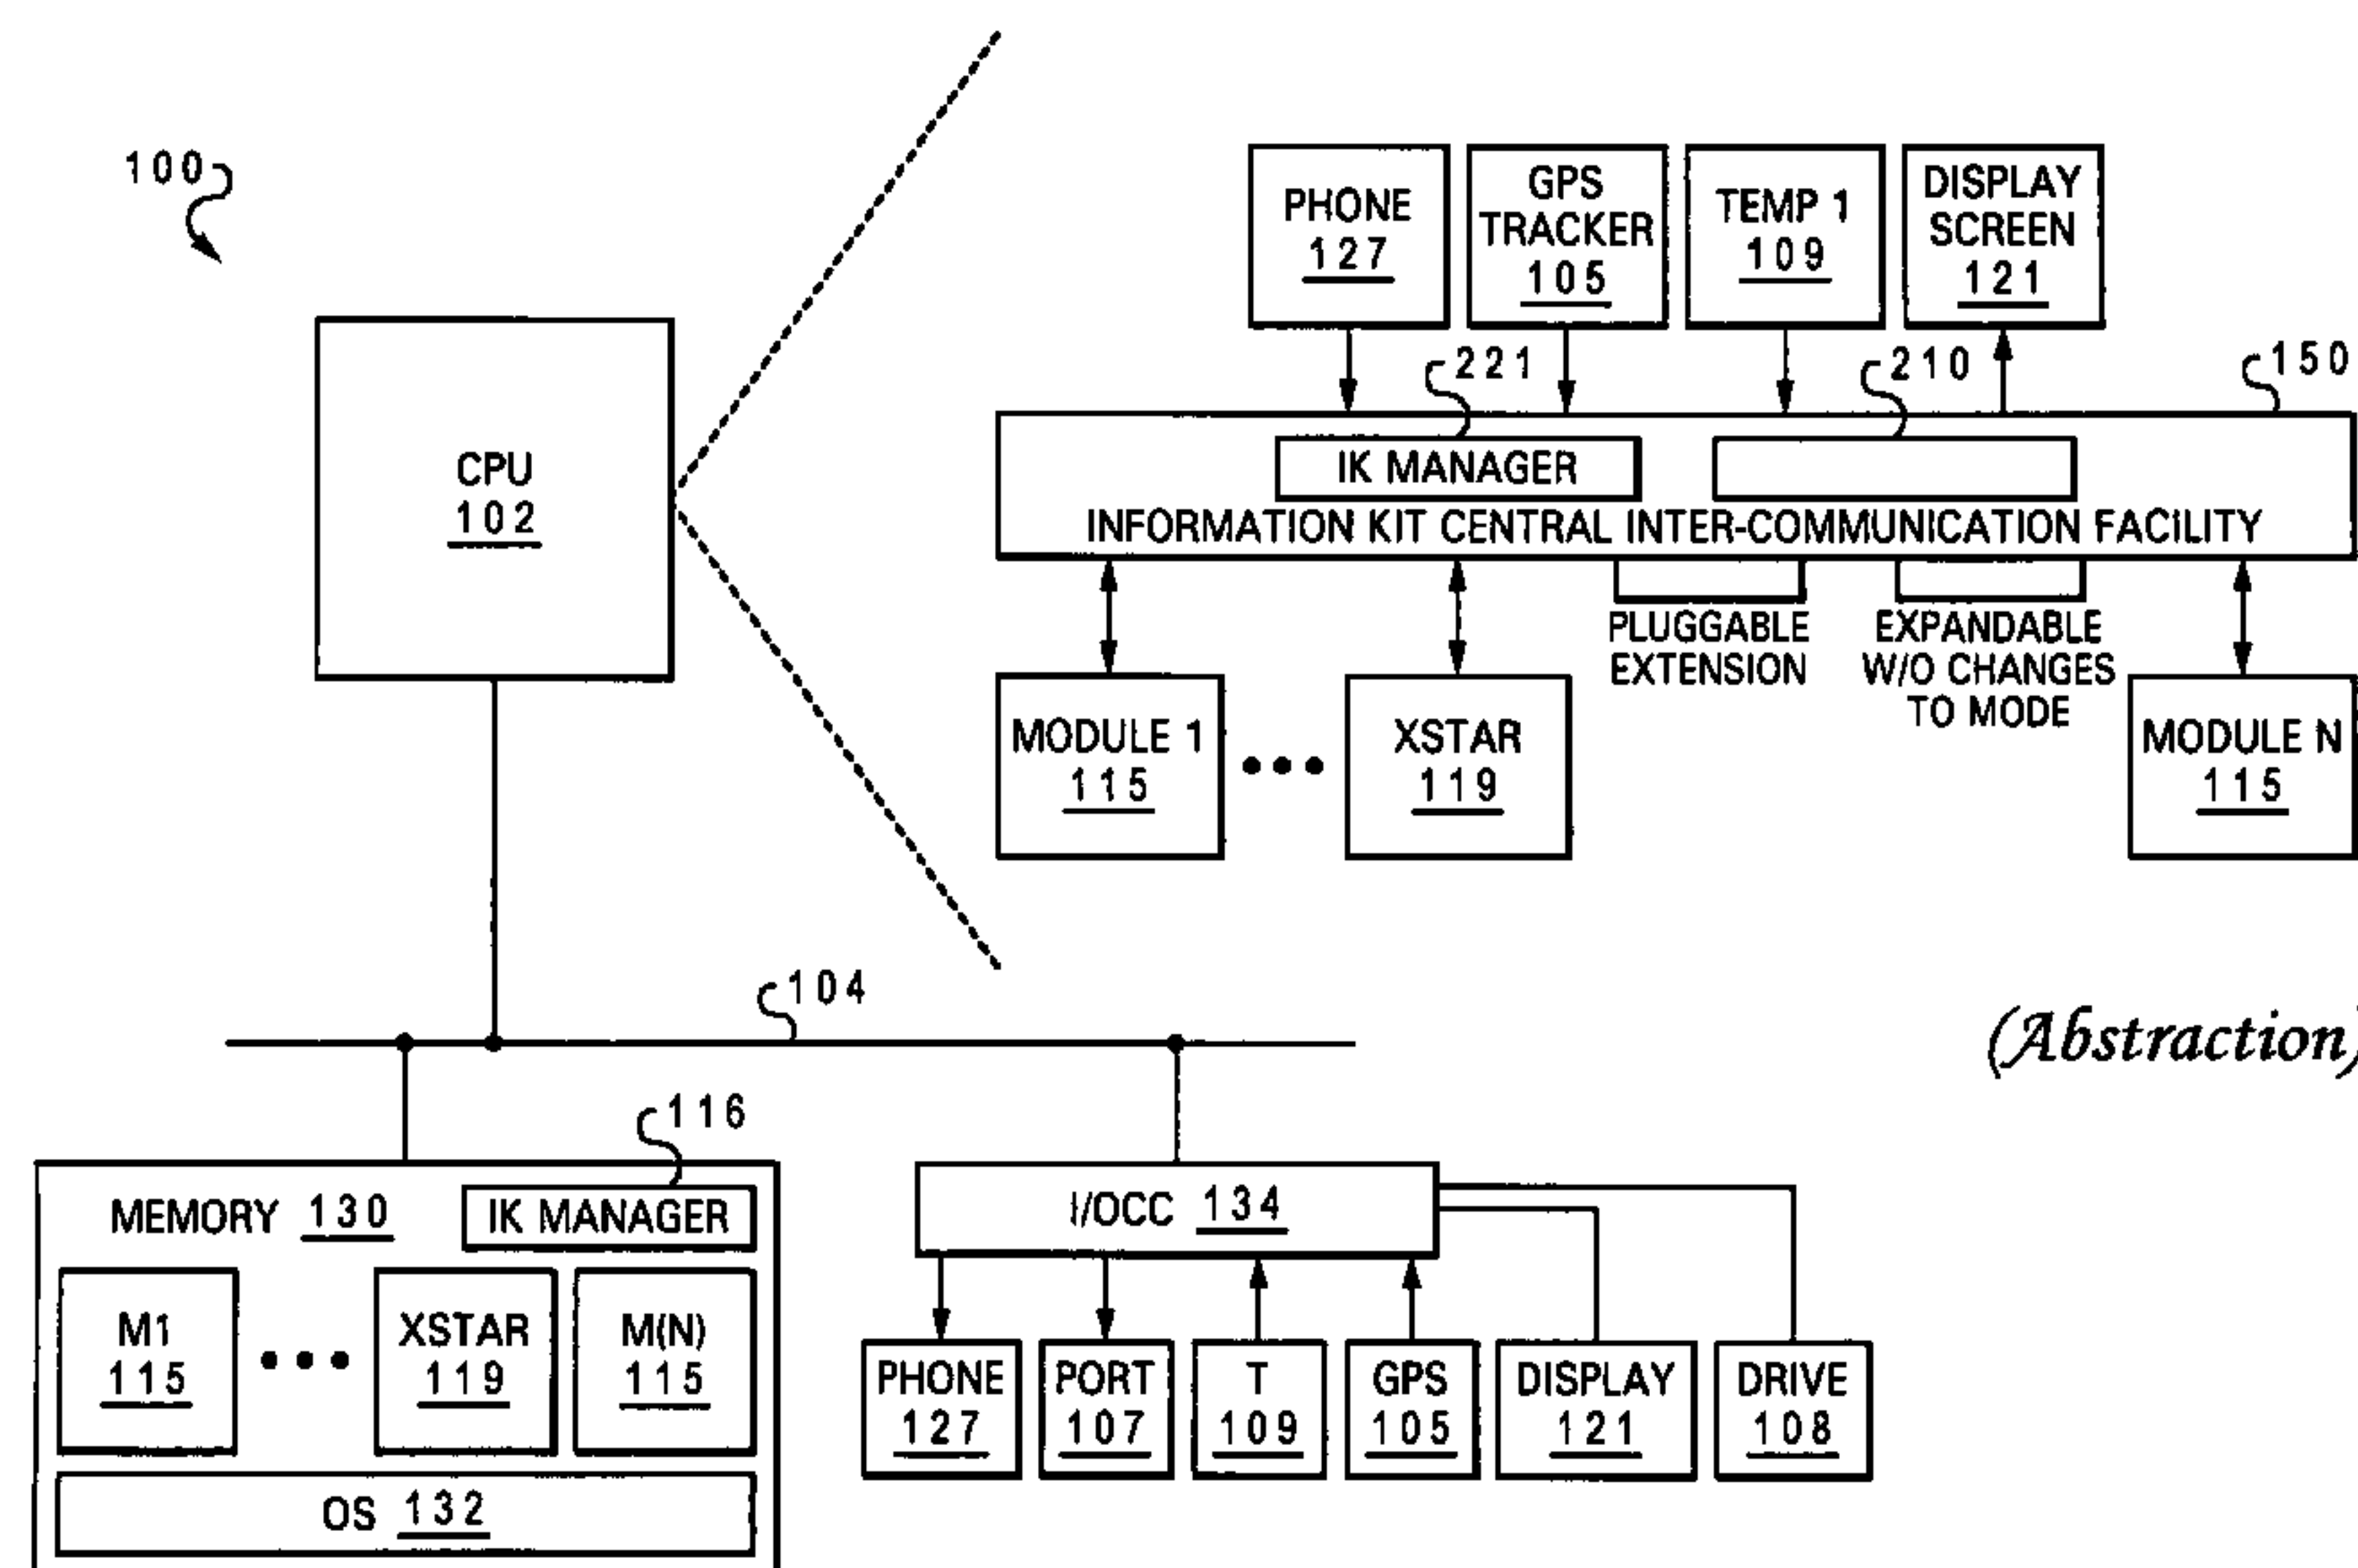 100
PHONE
127
GPS
TRACKER
105
TEMP 1
109
DISPLAY
SCREEN
121
221
210
150
CPU
102
IK MANAGER
INFORMATION KIT CENTRAL INTER-COMMUNICATION FACILITY
PLUGGABLE
EXTENSION
EXPANDABLE
W/O CHANGES
TO MODE
MODULE 1
115
XSTAR
119
MODULE N
115
104
(Abstraction)
116
MEMORY 130
IK MANAGER
I/OCC 134
M1
115
XSTAR
119
M(N)
115
PHONE
127
PORT
107
T
109
GPS
105
DISPLAY
121
DRIVE
108
OS 132